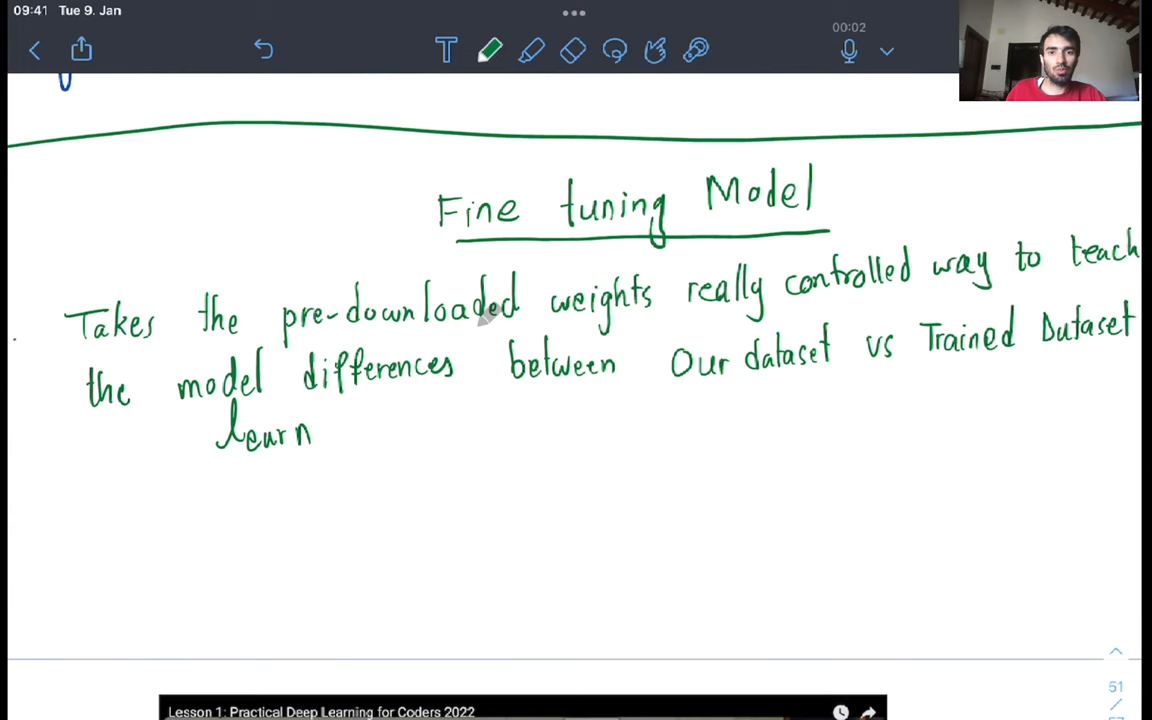 09:41 Tue 9. Jan
00:02
Fine tuning Model
Takes the pre-downloaded weights really controlled way to teach
the model differences between Our dataset vs Trained Dutaset
learn
51
Lesson 1: Practical Deep Learning for Coders 2022